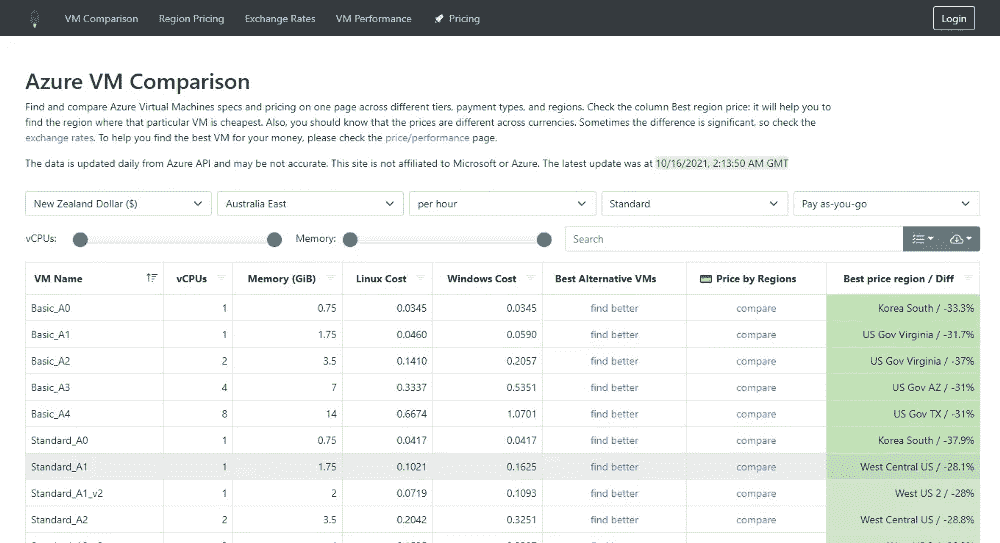 VM Comparison Region Pricing Exchange Rates VM Performance Pricing Login
Azure VM Comparison
Find and compare Azure Virtual Machines specs and pricing on one page across different tiers, payment types, and regions. Check the column Best region price: it will help you to
find the region where that particular VM is cheapest. Also, you should know that the prices are different across currencies. Sometimes the difference is significant, so check the
exchange rates. To help you find the best VM for your money, please check the price/performance page.
The data is updated daily from Azure API and may be not accurate. This site is not affiliated to Microsoft or Azure. The latest update was at 10/16/2021, 2:13:50 AM GMT
New Zealand Dollar ($) Australia East per hour Standard Pay as-you-go
vCPUs: Memory: Search
VM Name vCPUs Memory (GiB) Linux Cost Windows Cost Best Alternative VMs Price by Regions Best price region / Diff
Basic_A0 1 0.75 0.0345 0.0345 find better compare Korea South / -33.3%
Basic_A1 1 1.75 0.0460 0.0590 find better compare US Gov Virginia / -31.7%
Basic_A2 2 3.5 0.1410 0.2057 find better compare US Gov Virginia / -37%
Basic_A3 4 7 0.3337 0.5351 find better compare US Gov AZ / -31%
Basic_A4 8 14 0.6674 1.0701 find better compare US Gov TX / -31%
Standard_A0 1 0.75 0.0417 0.0417 find better compare Korea South / -37.9%
Standard_A1 1 1.75 0.1021 0.1625 find better compare West Central US / -28.1%
Standard_A1_v2 1 2 0.0719 0.1093 find better compare West US 2 / -28%
Standard_A2 2 3.5 0.2042 0.3251 find better compare West Central US / -28.8%